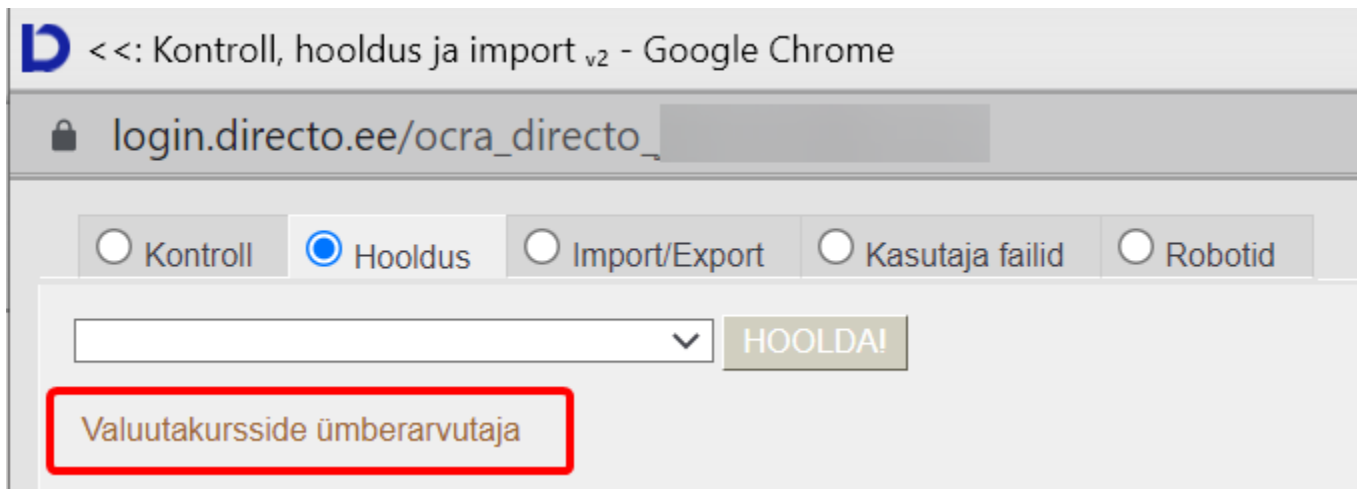 <<: Kontroll, hooldus ja import v2 - Google Chrome
login.directo.ee/ocra_directo_
Kontroll Hooldus Import/Export Kasutaja failid Robotid
HOOLDA!
Valuutakursside ümberarvutaja